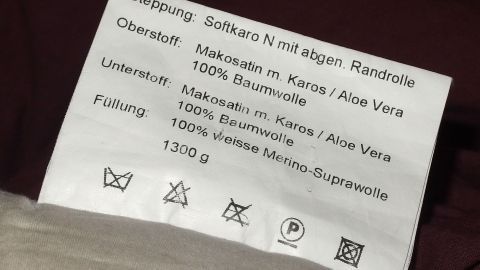 steppung: Softkaro N mit abgen. Randrolle
Oberstoff: Makosatin m. Karos / Aloe Vera
100% Baumwolle
Unterstoff: Makosatin m. Karos / Aloe Vera
100% Baumwolle
Füllung: 100% weisse Merino-Suprawolle
1300 g
P